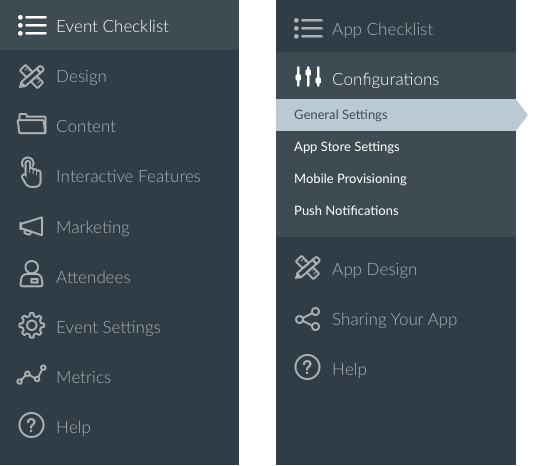 Event Checklist
Design
Content
Interactive Features
Marketing
Attendees
Event Settings
Metrics
Help
App Checklist
Configurations
General Settings
App Store Settings
Mobile Provisioning
Push Notifications
App Design
Sharing Your App
Help